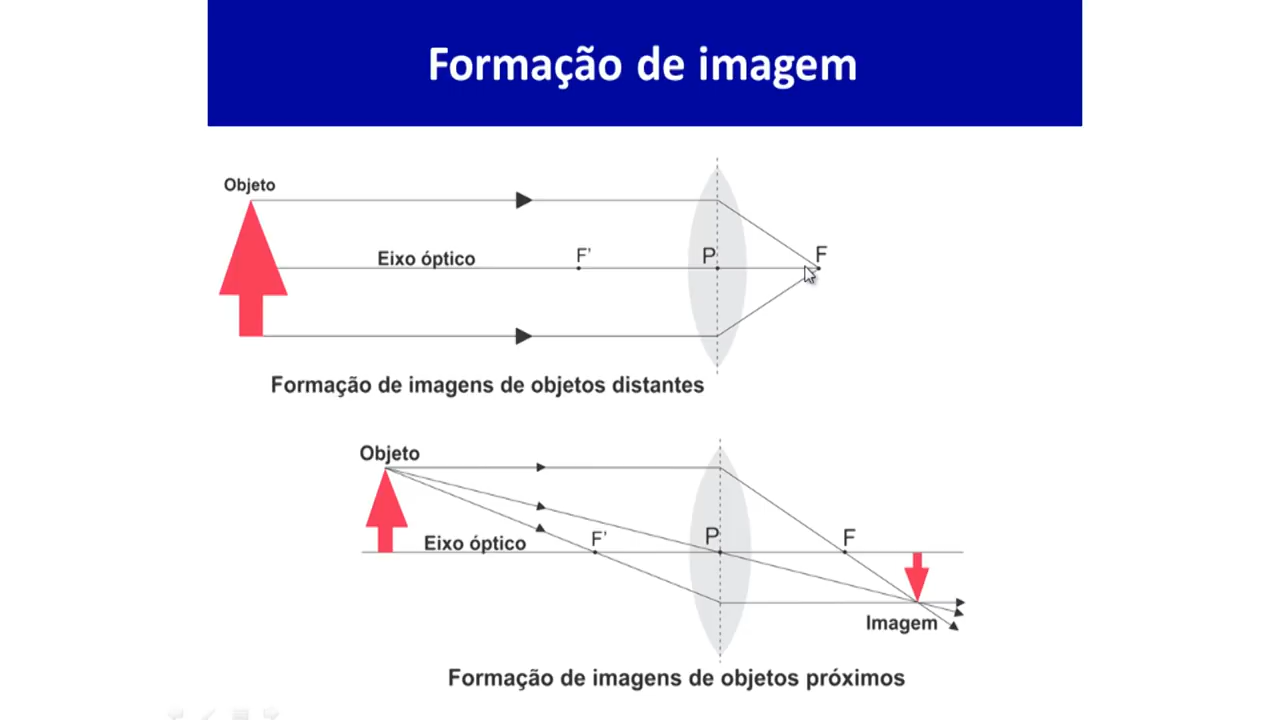 Formação de imagem
Objeto
Eixo óptico
F'
P
F
Formação de imagens de objetos distantes
Objeto
Eixo óptico
F'
P
F
Imagem
Formação de imagens de objetos próximos